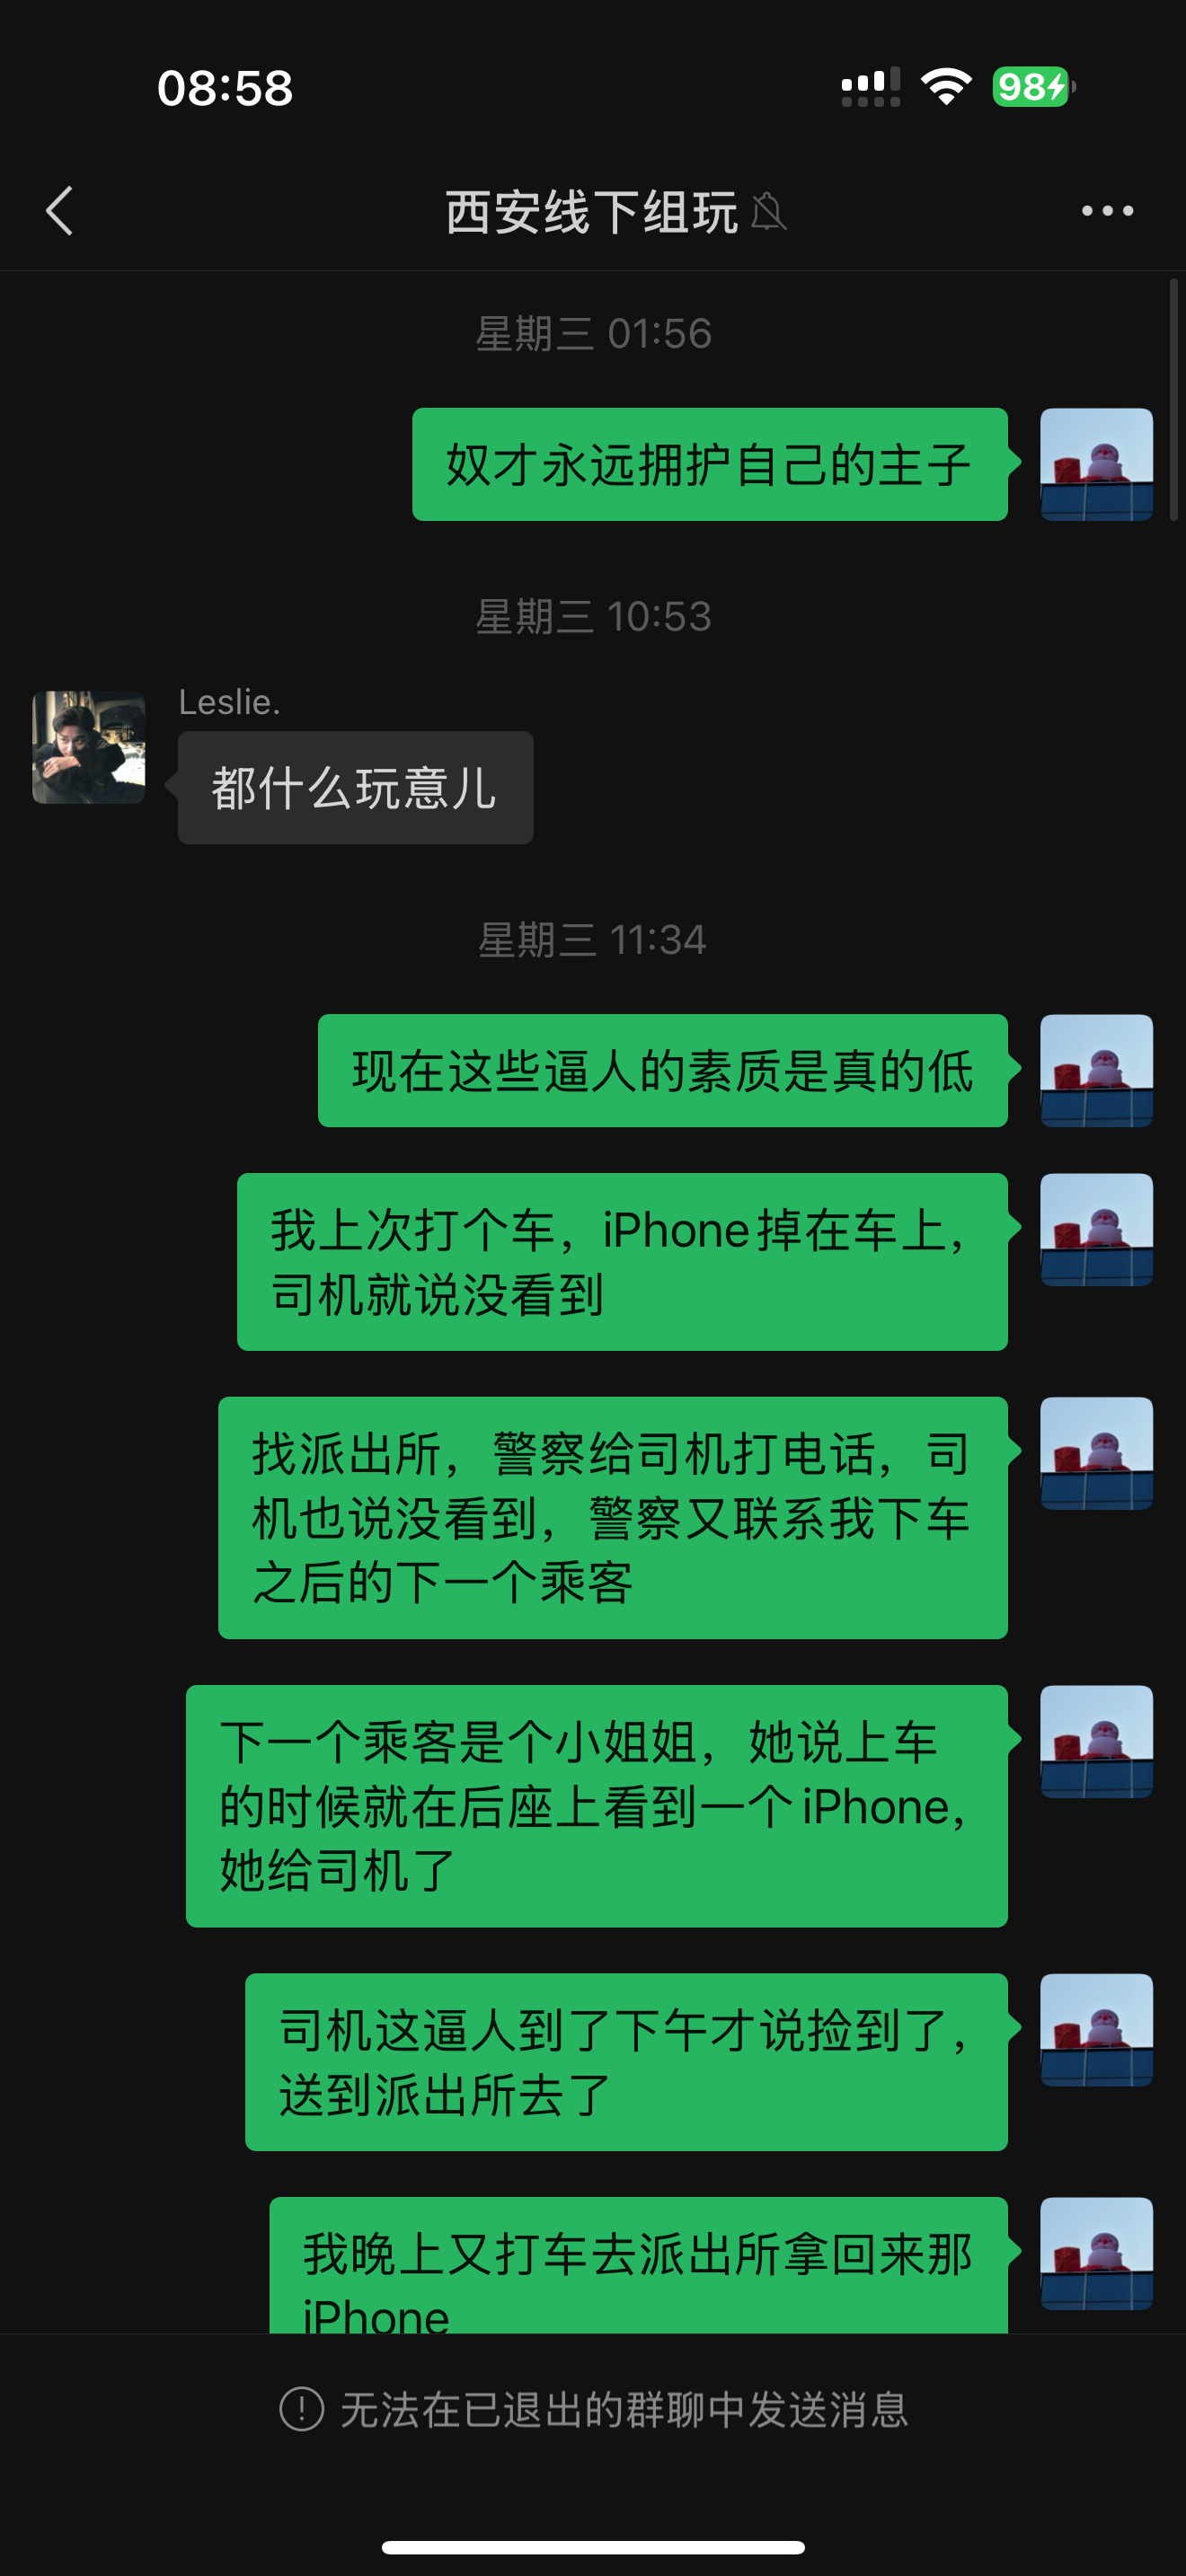 08:58
98
西安线下组玩
星期三 01:56
奴才永远拥护自己的主子
星期三 10:53
Leslie.
都什么玩意儿
星期三 11:34
现在这些逼人的素质是真的低
我上次打个车，iPhone掉在车上，
司机就说没看到
找派出所，警察给司机打电话，司
机也说没看到，警察又联系我下车
之后的下一个乘客
下一个乘客是个小姐姐，她说上车
的时候就在后座上看到一个iPhone，
她给司机了
司机这逼人到了下午才说捡到了，
送到派出所去了
我晚上又打车去派出所拿回来那
iPhone
无法在已退出的群聊中发送消息